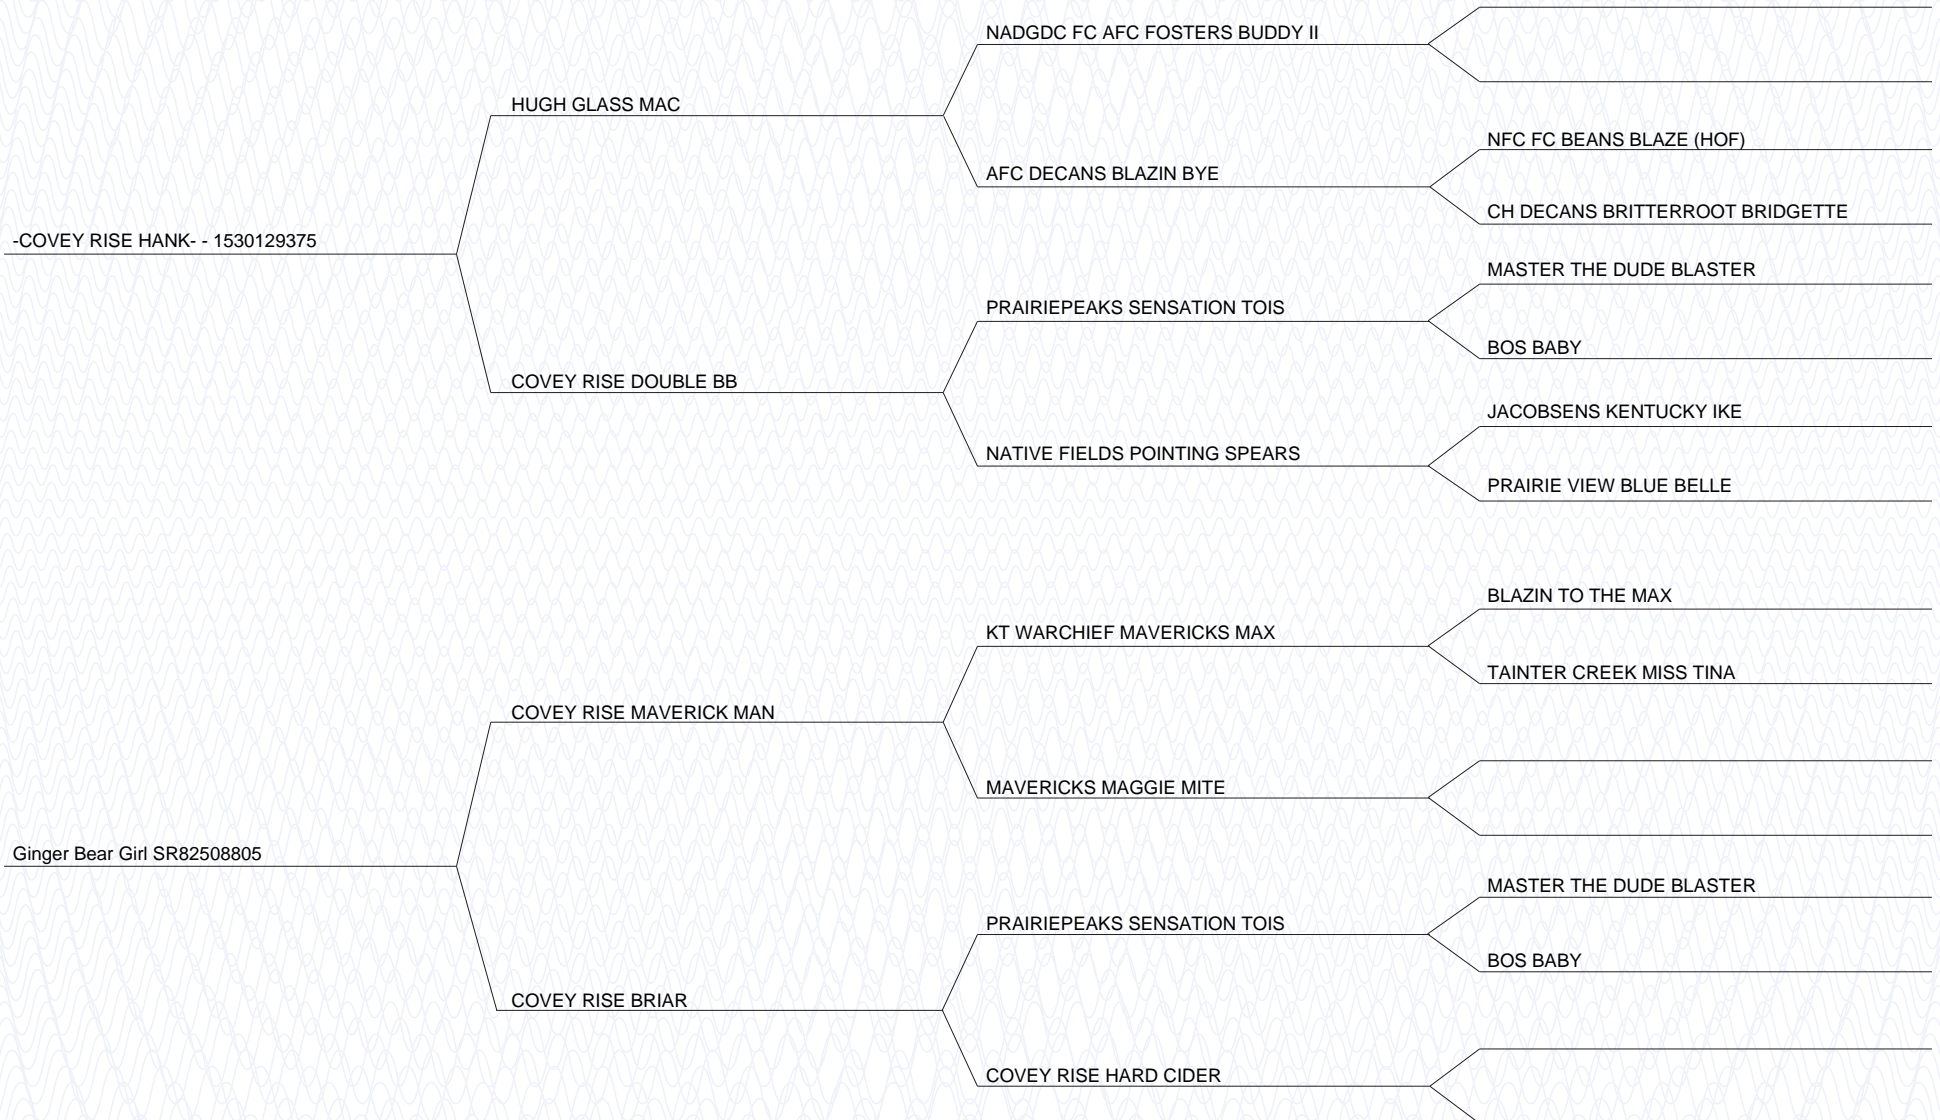 NADGDC FC AFC FOSTERS BUDDY II
HUGH GLASS MAC
NFC FC BEANS BLAZE (HOF)
AFC DECANS BLAZIN BYE
CH DECANS BRITTERROOT BRIDGETTE
-COVEY RISE HANK- - 1530129375
MASTER THE DUDE BLASTER
PRAIRIEPEAKS SENSATION TOIS
BOS BABY
COVEY RISE DOUBLE BB
JACOBSENS KENTUCKY IKE
NATIVE FIELDS POINTING SPEARS
PRAIRIE VIEW BLUE BELLE
BLAZIN TO THE MAX
KT WARCHIEF MAVERICKS MAX
TAINTER CREEK MISS TINA
COVEY RISE MAVERICK MAN
MAVERICKS MAGGIE MITE
Ginger Bear Girl SR82508805
MASTER THE DUDE BLASTER
PRAIRIEPEAKS SENSATION TOIS
BOS BABY
COVEY RISE BRIAR
COVEY RISE HARD CIDER